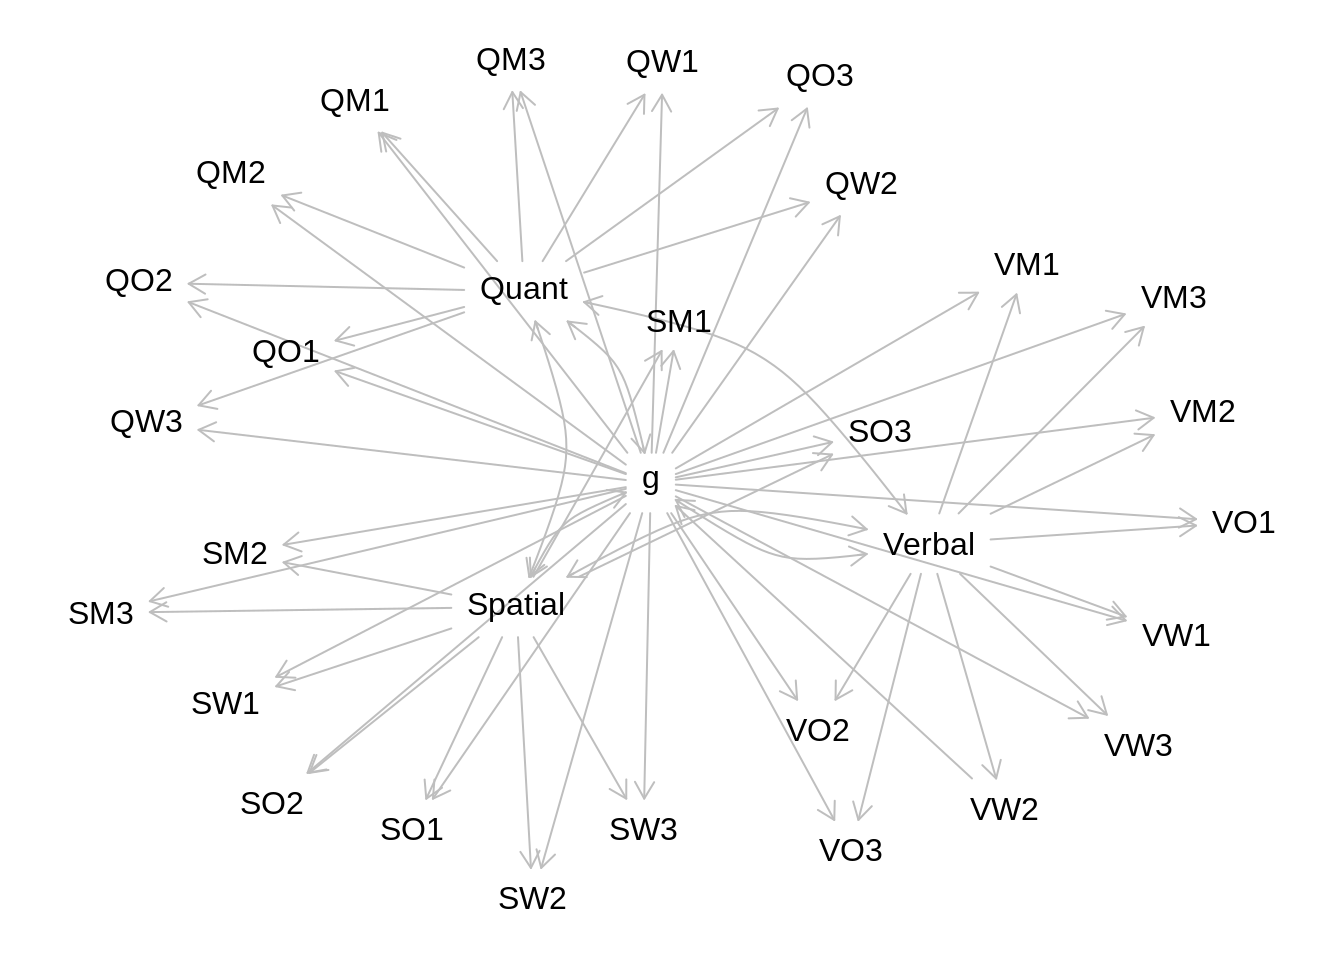 QM3
QW1
QO3
QM1
QM2
QW2
VM1
QO2
Quant
VM3
SM1
QO1
VM2
QW3
SO3
g
VO1
SM2
Verbal
SM3
Spatial
VW1
SW1
VO2
VW3
SO2
VW2
SO1
SW3
VO3
SW2